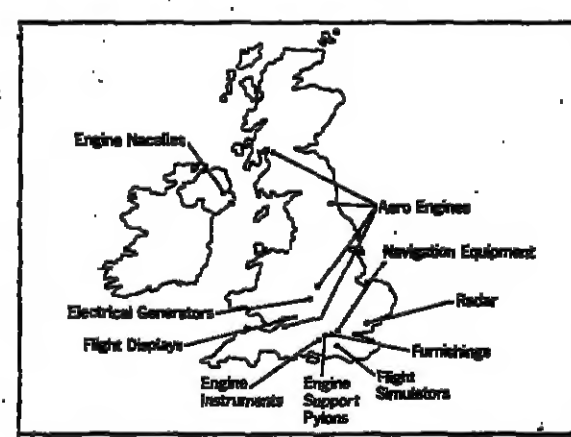 Engine Nacelles
Aero Engines
Navigation Equipment
Electrical Generators
Radar
Flight Displays
Furnishings
Engine
Instruments
Engine
Support
Pylons
Flight
Simulators